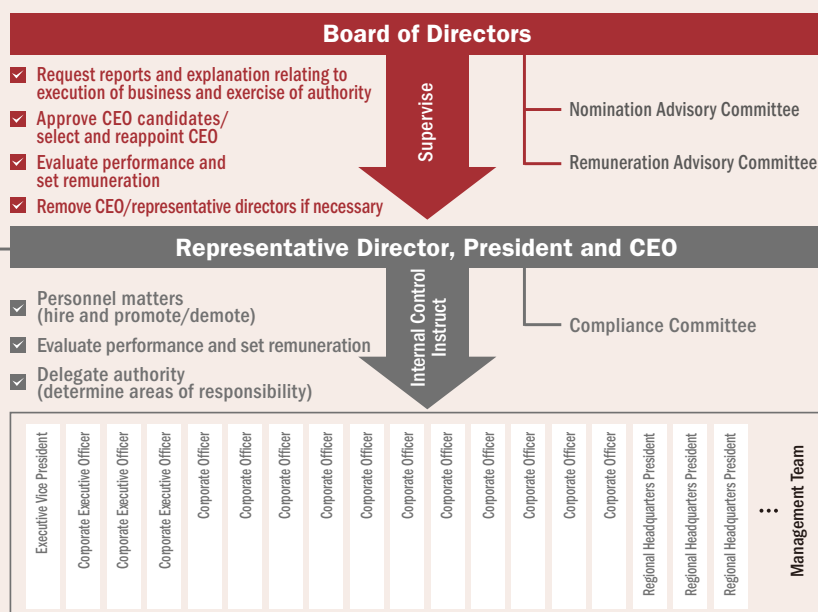 Board of Directors
Request reports and explanation relating to
execution of business and exercise of authority
Approve CEO candidates/
select and reappoint CEO
Evaluate performance and
set remuneration
Remove CEO/representative directors if necessary
Supervise
Nomination Advisory Committee
Remuneration Advisory Committee
Representative Director, President and CEO
Personnel matters
(hire and promote/demote)
Evaluate performance and set remuneration
Delegate authority
(determine areas of responsibility)
Internal Control
Instruct
Compliance Committee
Executive Vice President
Corporate Executive Officer
Corporate Executive Officer
Corporate Executive Officer
Corporate Officer
Corporate Officer
Corporate Officer
Corporate Officer
Corporate Officer
Corporate Officer
Corporate Officer
Corporate Officer
Corporate Officer
Corporate Officer
Corporate Officer
Regional Headquarters President
Regional Headquarters President
Regional Headquarters President
...
Management Team